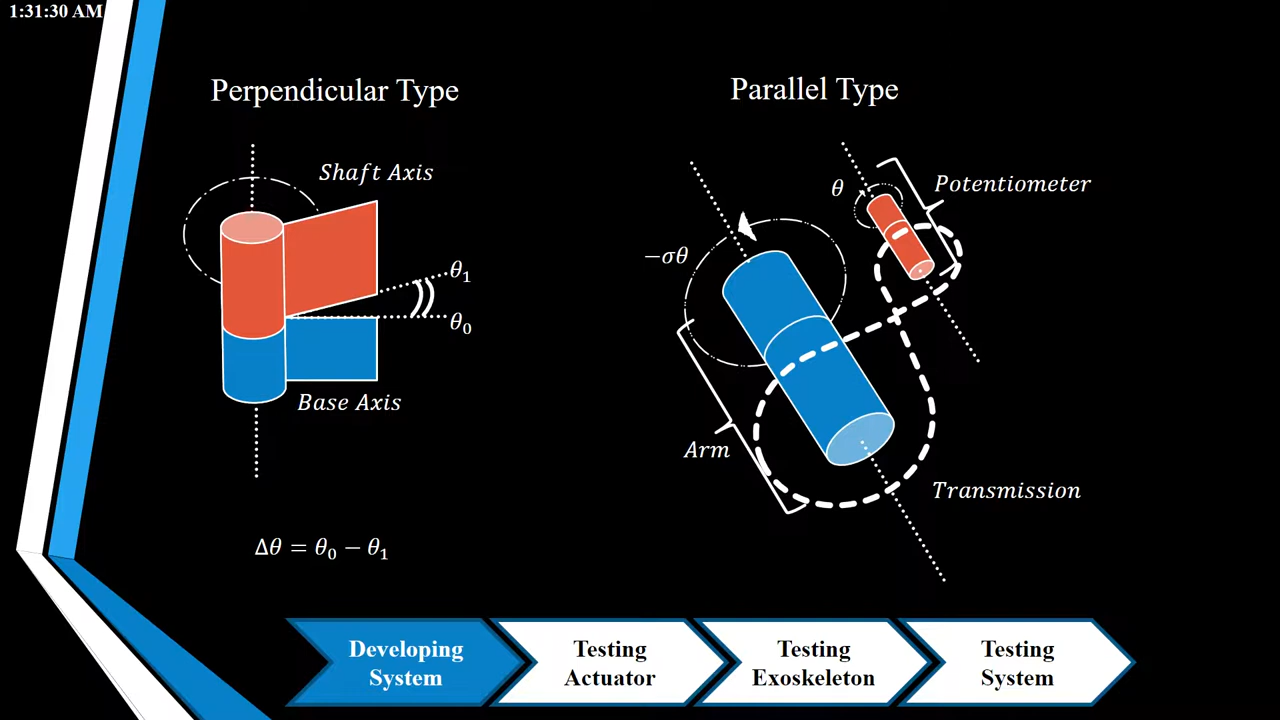 1:31:30 AM
Perpendicular Type
Parallel Type
Shaft Axis
θ₁
θ₀
Base Axis
Δθ = θ₀ − θ₁
θ
Potentiometer
−σθ
Arm
Transmission
Developing
System
Testing
Actuator
Testing
Exoskeleton
Testing
System